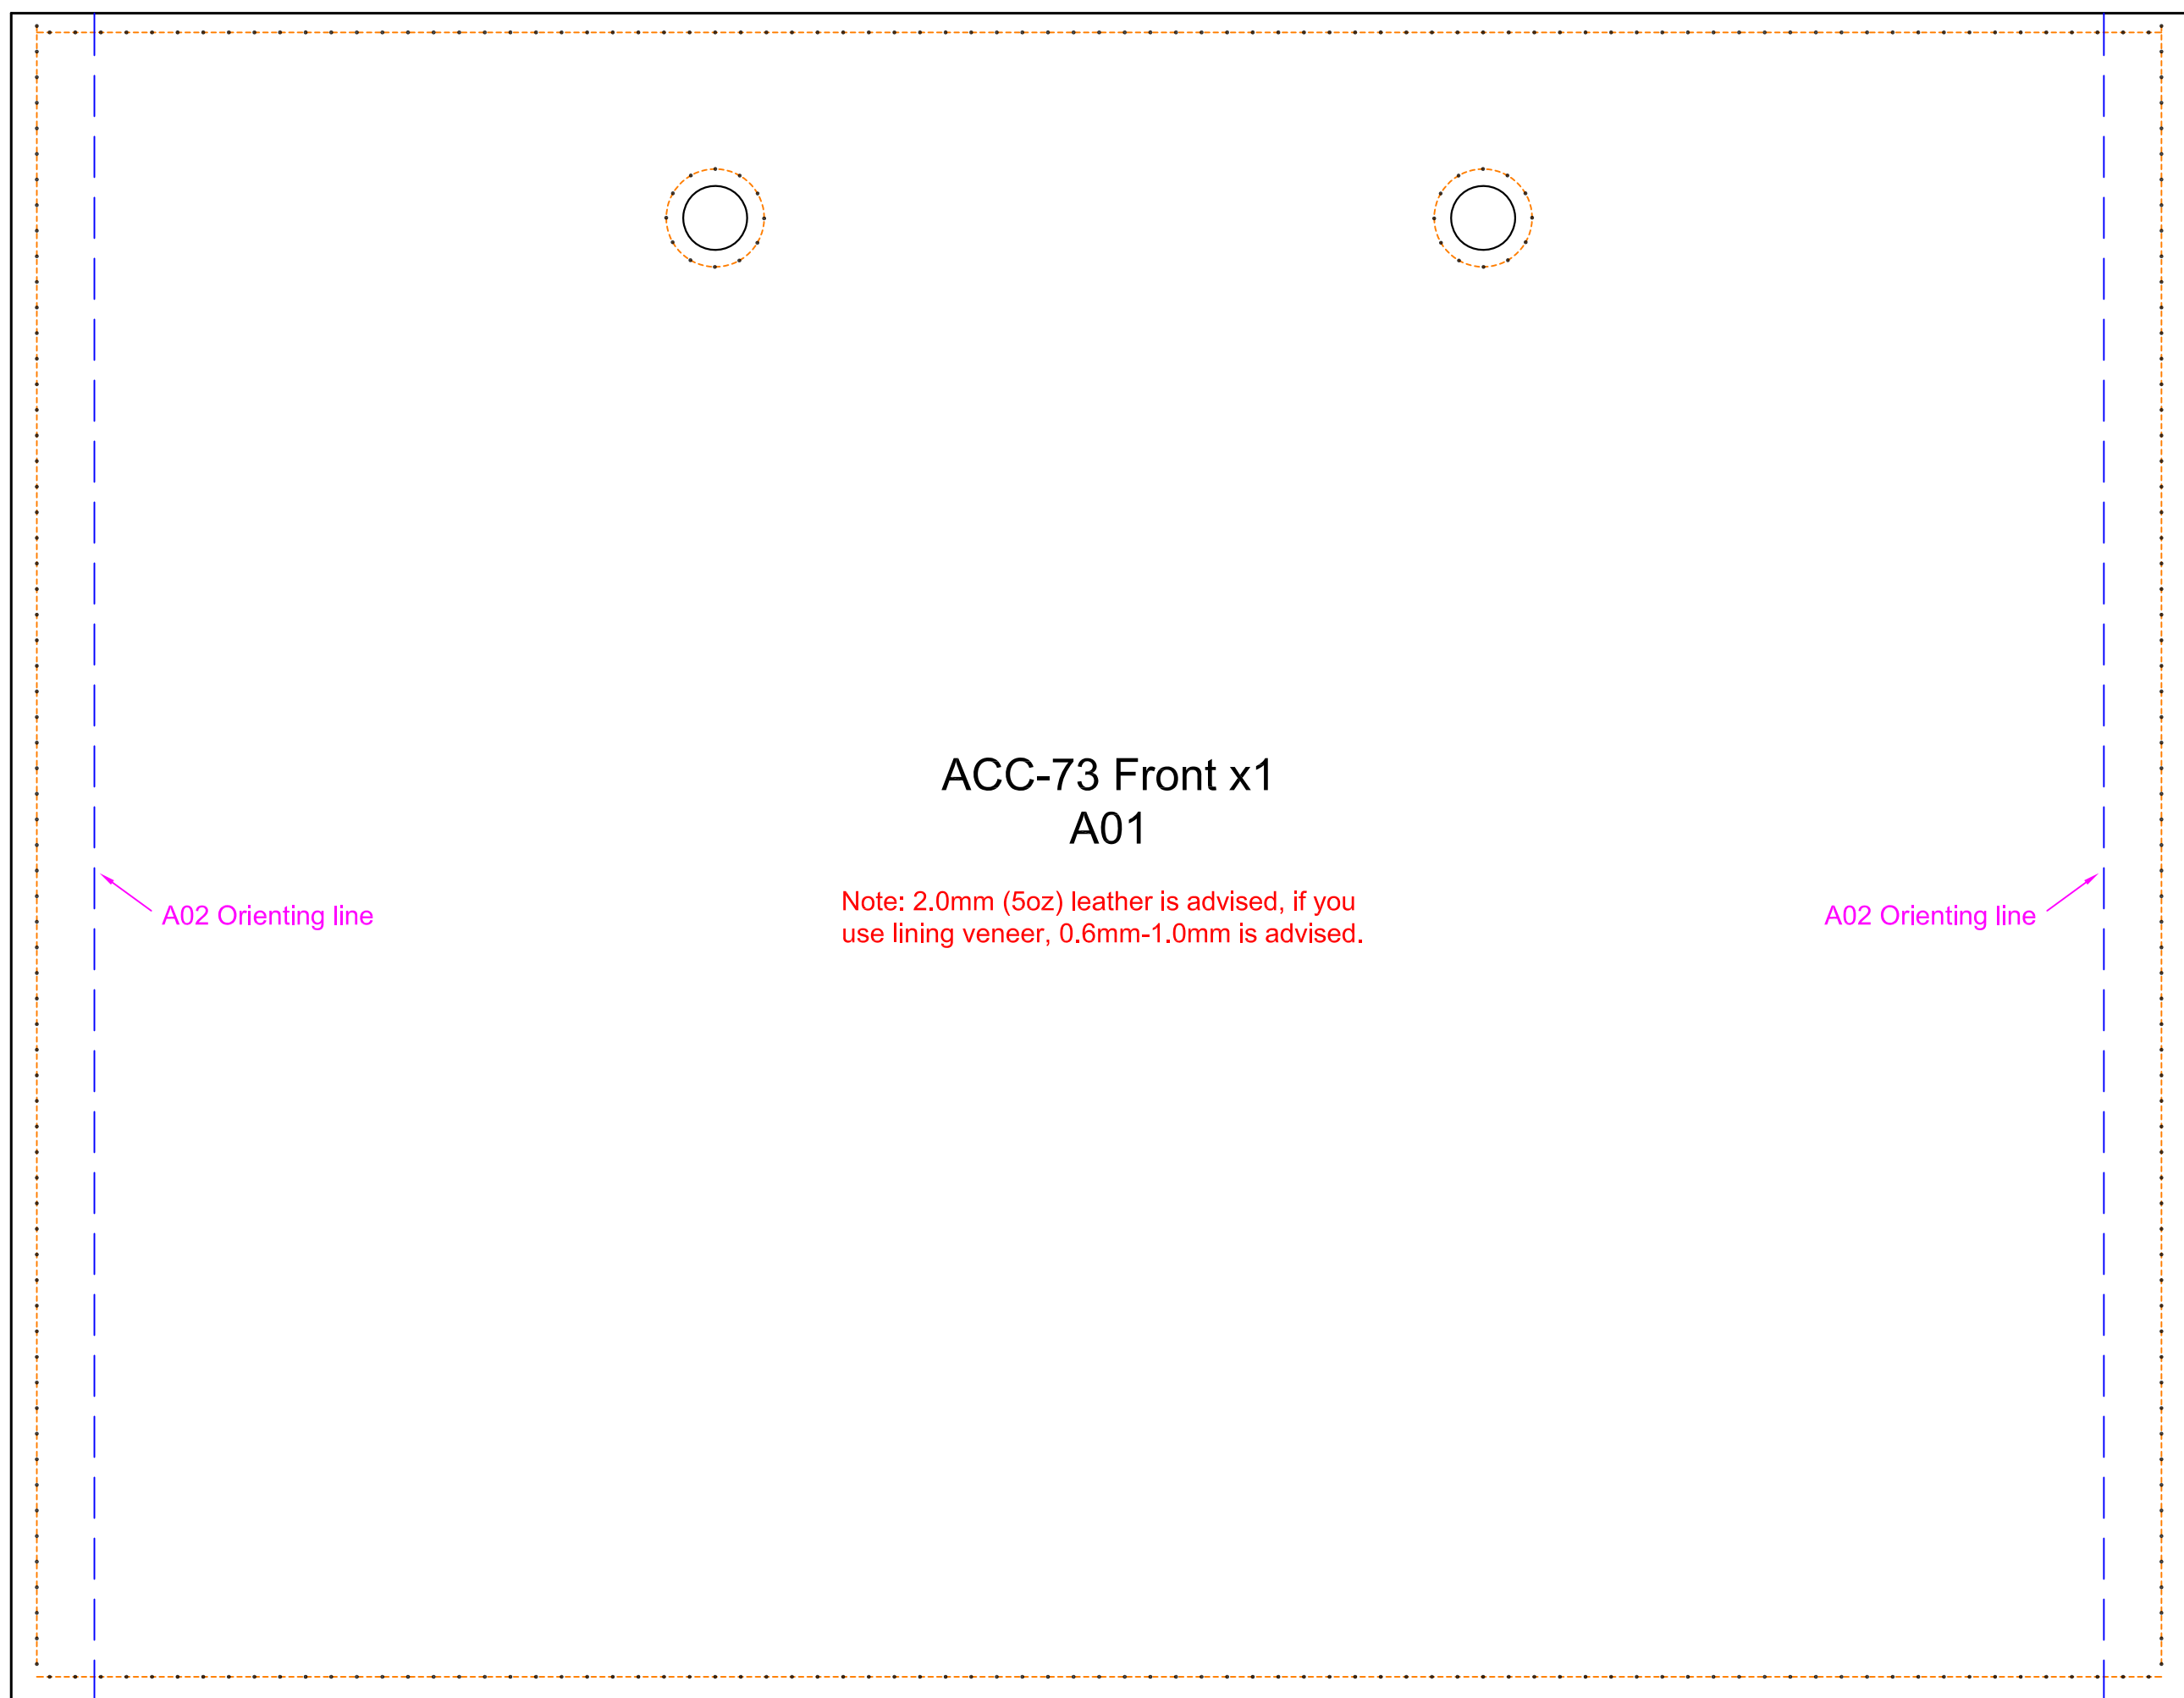 ACC-73 Front x1
A01
Note: 2.0mm (5oz) leather is advised, if you
use lining veneer, 0.6mm-1.0mm is advised.
A02 Orienting line
A02 Orienting line